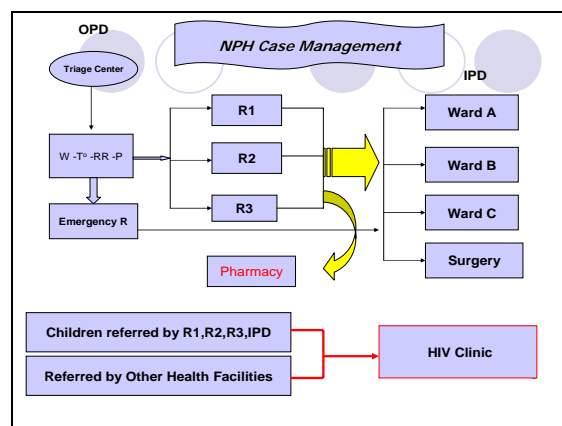 OPD
NPH Case Management
IPD
Triage Center
R1
Ward A
W -Tº -RR -P
R2
Ward B
R3
Ward C
Emergency R
Surgery
Pharmacy
Children referred by R1,R2,R3,IPD
HIV Clinic
Referred by Other Health Facilities